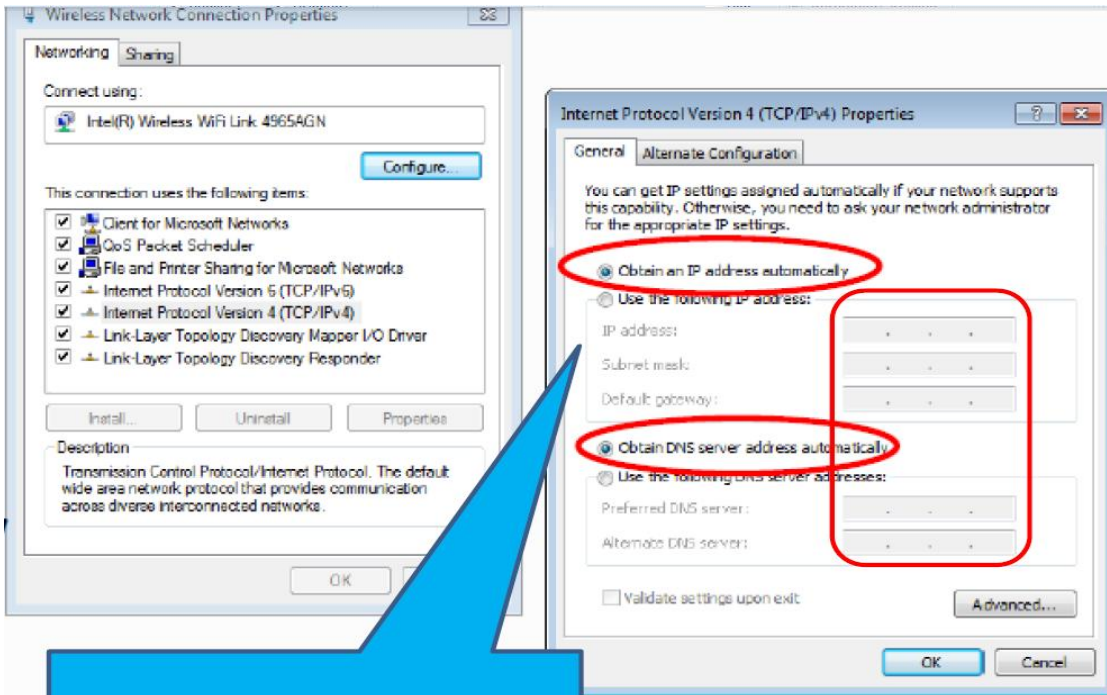 Wireless Network Connection Properties
Networking
Sharing
Connect using:
Intel(R) Wireless WiFi Link 4965AGN
Configure...
This connection uses the following items:
Client for Microsoft Networks
QoS Packet Scheduler
File and Printer Sharing for Microsoft Networks
Internet Protocol Version 6 (TCP/IPv6)
Internet Protocol Version 4 (TCP/IPv4)
Link-Layer Topology Discovery Mapper I/O Driver
Link-Layer Topology Discovery Responder
Install...
Uninstall
Properties
Description
Transmission Control Protocol/Internet Protocol. The default
wide area network protocol that provides communication
across diverse interconnected networks.
OK
Internet Protocol Version 4 (TCP/IPv4) Properties
General
Alternate Configuration
You can get IP settings assigned automatically if your network supports
this capability. Otherwise, you need to ask your network administrator
for the appropriate IP settings.
Obtain an IP address automatically
Use the following IP address:
IP address:
Subnet mask:
Default gateway:
Obtain DNS server address automatically
Use the following DNS server addresses:
Preferred DNS server:
Alternate DNS server:
Validate settings upon exit
Advanced...
OK
Cancel